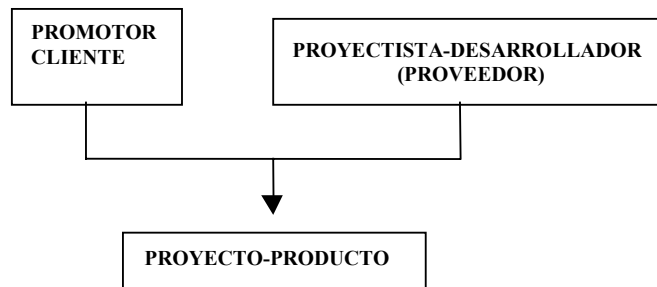 PROMOTOR
CLIENTE
PROYECTISTA-DESARROLLADOR
(PROVEEDOR)
PROYECTO-PRODUCTO